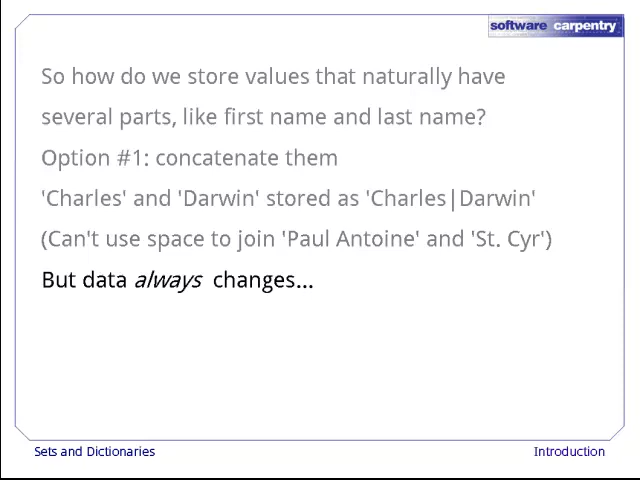 software carpentry
So how do we store values that naturally have
several parts, like first name and last name?
Option #1: concatenate them
'Charles' and 'Darwin' stored as 'Charles|Darwin'
(Can't use space to join 'Paul Antoine' and 'St. Cyr')
But data always changes...
Sets and Dictionaries
Introduction